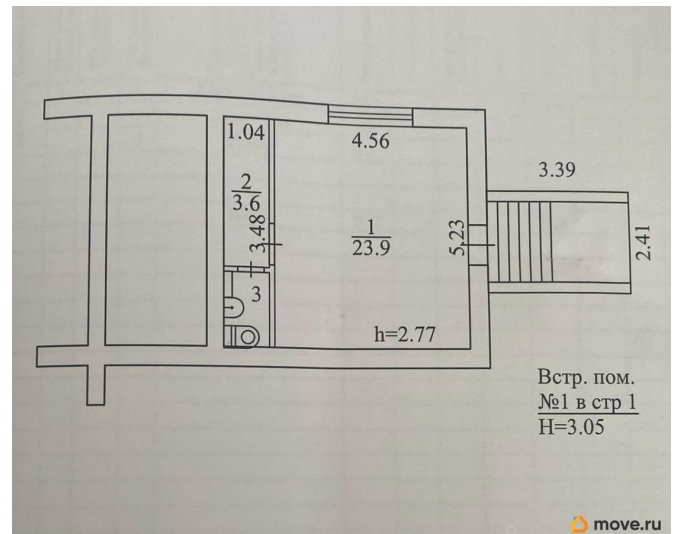 1.04
4.56
3.39
2
3.6
3.48
1
23.9
5.23
2.41
3
h=2.77
Встр. пом.
№1 в стр 1
H=3.05
move.ru